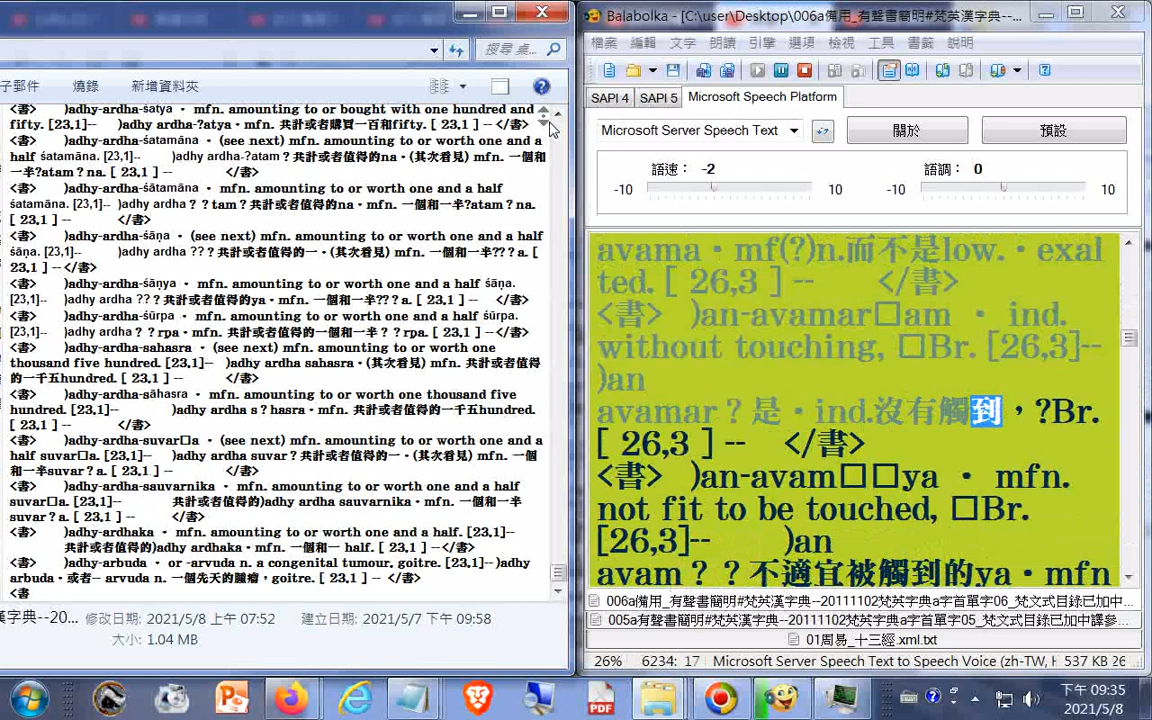 搜尋 桌...
子郵件 燒錄 新增資料夾
<書> )adhy-ardha-śatya・mfn. amounting to or bought with one hundred and
fifty. [23,1]-- )adhy ardha-?atya・mfn. 共計或者購買一百和fifty. [ 23,1 ] -- </書>
<書> )adhy-ardha-śatamāna・(see next) mfn. amounting to or worth one and a
half śatamāna. [23,1]-- )adhy ardha-?atam？共計或者值得的na・(其次看見) mfn. 一個和
一半?atam？na. [ 23,1 ] -- </書>
<書> )adhy-ardha-śātamāna・mfn. amounting to or worth one and a half
śatamāna. [23,1]-- )adhy ardha？？tam？共計或者值得的na・mfn. 一個和一半?atam？na. [
23,1 ] -- </書>
<書> )adhy-ardha-śāṇa・(see next) mfn. amounting to or worth one and a half
śāṇa. [23,1]-- )adhy ardha ??？共計或者值得的一・(其次看見) mfn. 一個和一半???a. [
23,1 ] -- </書>
<書> )adhy-ardha-śāṇya・mfn. amounting to or worth one and a half śāṇa.
[23,1]-- )adhy ardha ???共計或者值得的ya・mfn. 一個和一半???a. [ 23,1 ] -- </書>
<書> )adhy-ardha-śūrpa・mfn. amounting to or worth one and a half śūrpa.
[23,1]-- )adhy ardha？？rpa・mfn. 共計或者值得的一個和一半？？rpa. [ 23,1 ] -- </書>
<書> )adhy-ardha-sahasra・(see next) mfn. amounting to or worth one
thousand five hundred. [23,1]-- )adhy ardha sahasra・(其次看見) mfn. 共計或者值得
的一千五hundred. [ 23,1 ] -- </書>
<書> )adhy-ardha-sāhasra・mfn. amounting to or worth one thousand five
hundred. [23,1]-- )adhy ardha s？hasra・mfn. 共計或者值得的一千五hundred.
[ 23,1 ] -- </書>
<書> )adhy-ardha-suvar□a・(see next) mfn. amounting to or worth one and a
half suvar□a. [23,1]-- )adhy ardha suvar？共計或者值得的一・(其次看見) mfn. 一個
和一半suvar？a. [ 23,1 ] -- </書>
<書> )adhy-ardha-sauvarnika・mfn. amounting to or worth one and a half
suvar□a. [23,1]-- 共計或者值得的)adhy ardha sauvarnika・mfn. 一個和一半
suvar？a. [ 23,1 ] -- </書>
<書> )adhy-ardhaka・mfn. amounting to or worth one and a half. [23,1]--
共計或者值得的)adhy ardhaka・mfn. 一個和一 half. [ 23,1 ] -- </書>
<書> )adhy-arbuda・or -arvuda n. a congenital tumour, goitre. [23,1]--)adhy
arbuda・或者-- arvuda n. 一個先天的腫瘤，goitre. [ 23,1 ] -- </書>
<書
漢字典--20... 修改日期: 2021/5/8 上午 07:52 建立日期: 2021/5/7 下午 09:58
大小: 1.04 MB
Balabolka - [C:\user\Desktop\006a備用_有聲書簡明#梵英漢字典--...
檔案 編輯 文字 朗讀 引擎 選項 檢視 工具 書籤 說明
SAPI 4 SAPI 5 Microsoft Speech Platform
Microsoft Server Speech Text 關於 預設
語速: -2 語調: 0
-10 10 -10 10
avama・mf(?)n.而不是low.・exal
ted. [ 26,3 ] -- </書>
<書> )an-avamar□am ・ ind.
without touching, □Br. [26,3]--
)an
avamar？是・ind.沒有觸到，?Br.
[ 26,3 ] -- </書>
<書> )an-avam□□ya ・ mfn.
not fit to be touched, □Br.
[26,3]-- )an
avam？？不適宜被觸到的ya・mfn
006a備用_有聲書簡明#梵英漢字典--20111102梵英字典a字首單字06_梵文式目錄已加中...
005a有聲書簡明#梵英漢字典--20111102梵英字典a字首單字05_梵文式目錄已加中譯參...
01周易_十三經.xml.txt
26% 6234: 17 Microsoft Server Speech Text to Speech Voice (zh-TW, H 537 KB 26
PDF
下午 09:35
2021/5/8